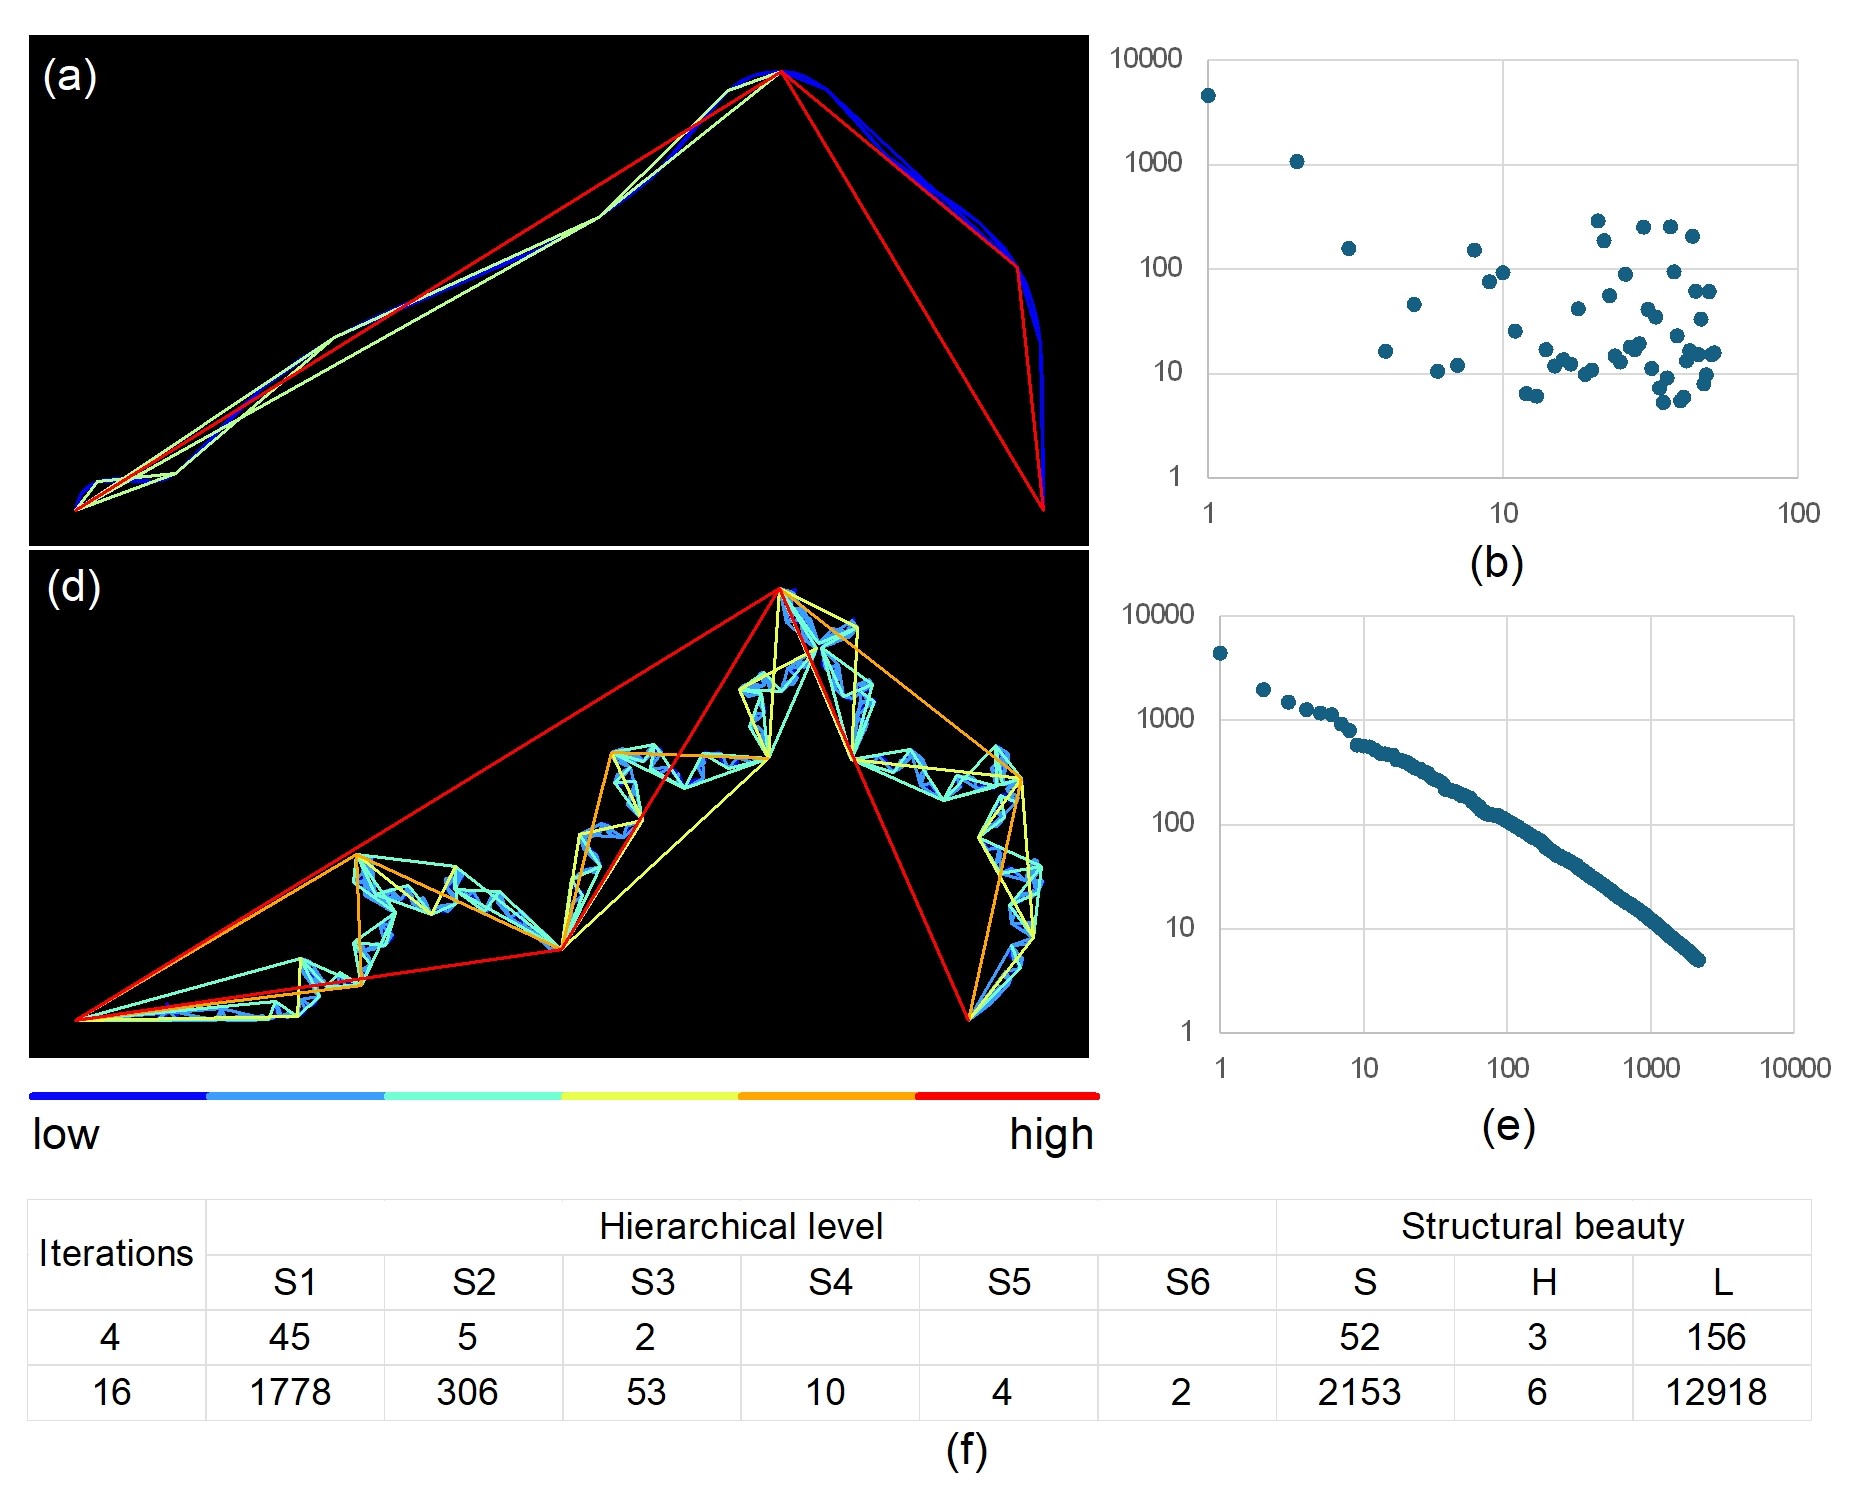 (a)
10000
1000
100
10
1
1 10 100
(b)
(d)
10000
1000
100
10
1
1 10 100 1000 10000
(e)
low high
Iterations Hierarchical level Structural beauty
S1 S2 S3 S4 S5 S6 S H L
4 45 5 2 52 3 156
16 1778 306 53 10 4 2 2153 6 12918
(f)